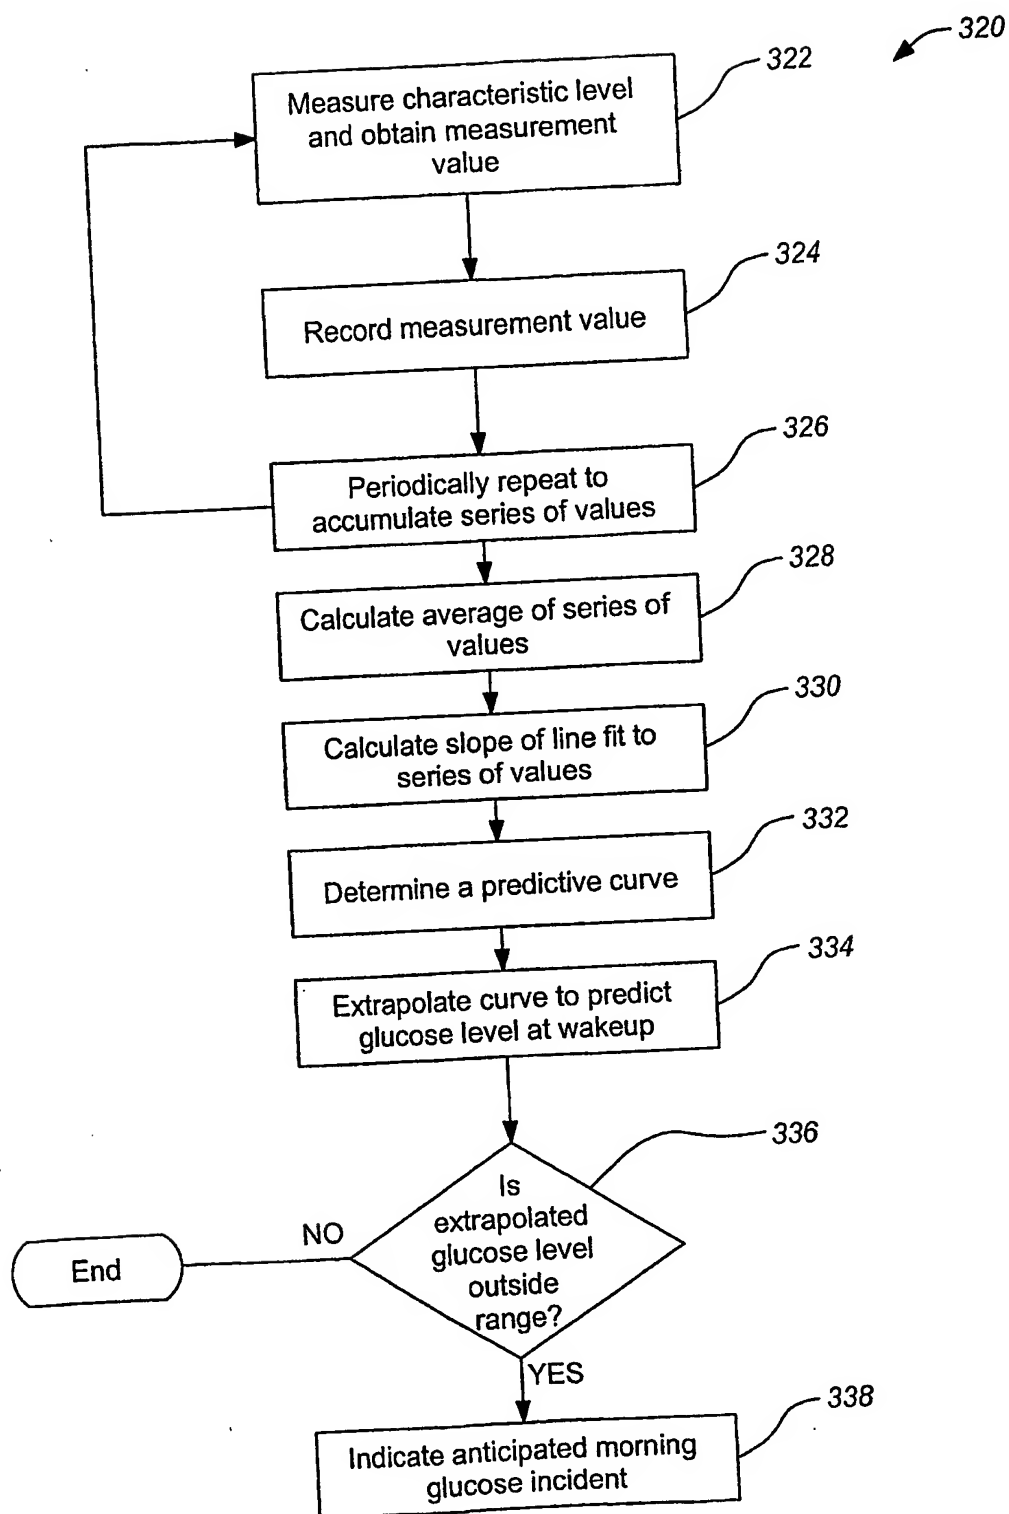 320
322
Measure characteristic level
and obtain measurement
value
324
Record measurement value
326
Periodically repeat to
accumulate series of values
328
Calculate average of series of
values
330
Calculate slope of line fit to
series of values
332
Determine a predictive curve
334
Extrapolate curve to predict
glucose level at wakeup
336
Is
extrapolated
glucose level
outside
range?
NO
End
YES
338
Indicate anticipated morning
glucose incident